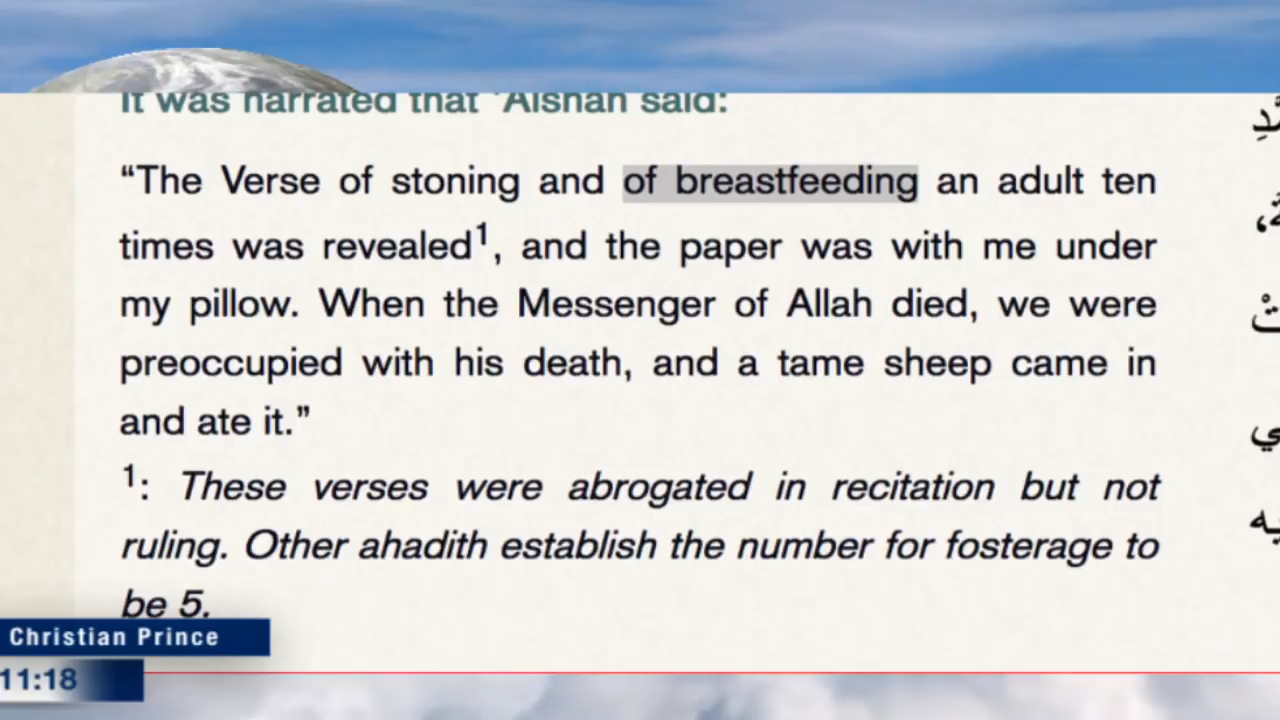 It was narrated that 'Aishah said:
“The Verse of stoning and of breastfeeding an adult ten
times was revealed1, and the paper was with me under
my pillow. When the Messenger of Allah died, we were
preoccupied with his death, and a tame sheep came in
and ate it.”
1: These verses were abrogated in recitation but not
ruling. Other ahadith establish the number for fosterage to
be 5.
Christian Prince
11:18